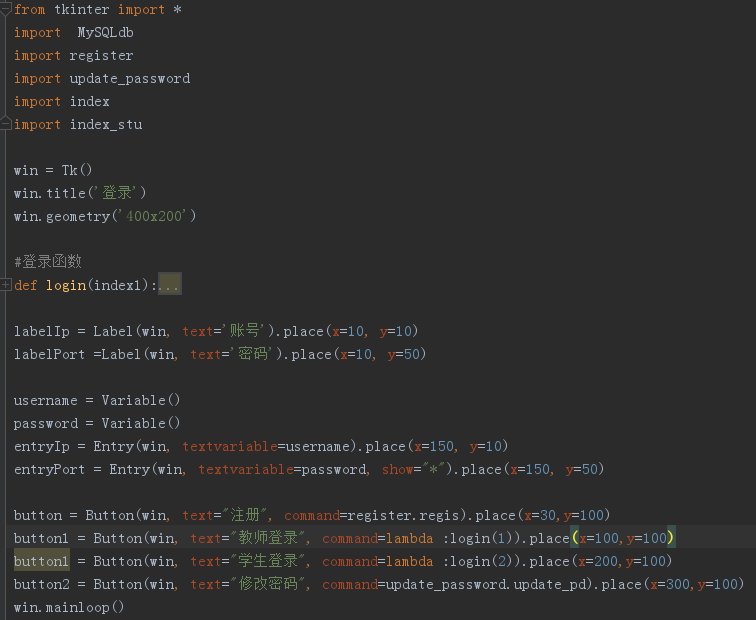 from tkinter import *
import  MySQLdb
import register
import update_password
import index
import index_stu
win = Tk()
win.title('登录')
win.geometry('400x200')
#登录函数
def login(index1):...
labelIp = Label(win, text='账号').place(x=10, y=10)
labelPort =Label(win, text='密码').place(x=10, y=50)
username = Variable()
password = Variable()
entryIp = Entry(win, textvariable=username).place(x=150, y=10)
entryPort = Entry(win, textvariable=password, show="*").place(x=150, y=50)
button = Button(win, text="注册", command=register.regis).place(x=30,y=100)
button1 = Button(win, text="教师登录", command=lambda :login(1)).place(x=100,y=100)
button1 = Button(win, text="学生登录", command=lambda :login(2)).place(x=200,y=100)
button2 = Button(win, text="修改密码", command=update_password.update_pd).place(x=300,y=100)
win.mainloop()